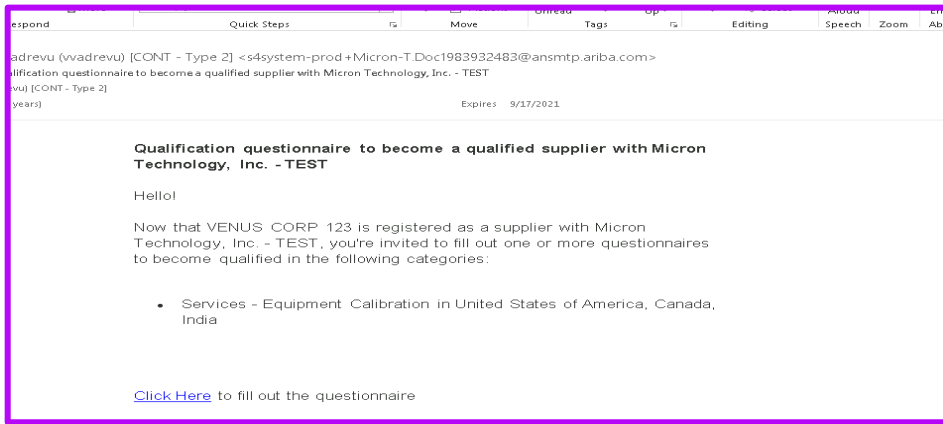 Respond Quick Steps Move Tags Editing Speech Zoom
adrevu (vvadrevu) [CONT - Type 2] <s4system-prod+Micron-T.Doc1983932483@ansmtp.ariba.com>
alification questionnaire to become a qualified supplier with Micron Technology, Inc. - TEST
evu) [CONT - Type 2]
years) Expires 9/17/2021
Qualification questionnaire to become a qualified supplier with Micron
Technology, Inc. - TEST
Hello!
Now that VENUS CORP 123 is registered as a supplier with Micron
Technology, Inc. - TEST, you're invited to fill out one or more questionnaires
to become qualified in the following categories:
• Services - Equipment Calibration in United States of America, Canada,
India
Click Here to fill out the questionnaire